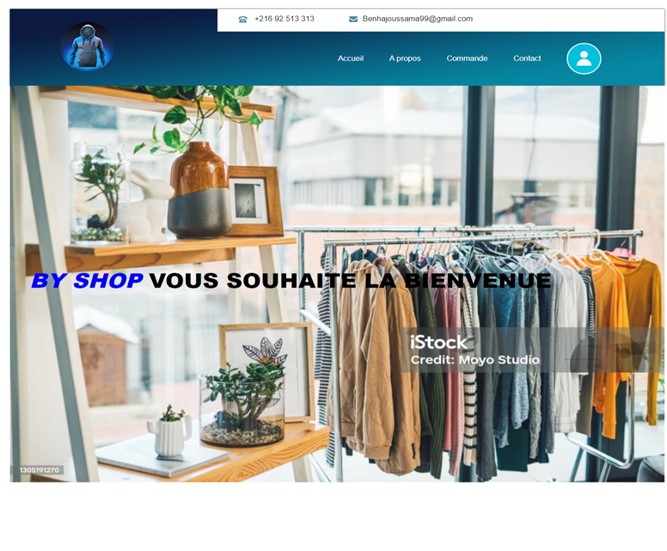 +216 92 513 313 Benhajoussama99@gmail.com
Accueil A propos Commande Contact
BY SHOP VOUS SOUHAITE LA BIENVENUE
iStock
Credit: Moyo Studio
1305191270